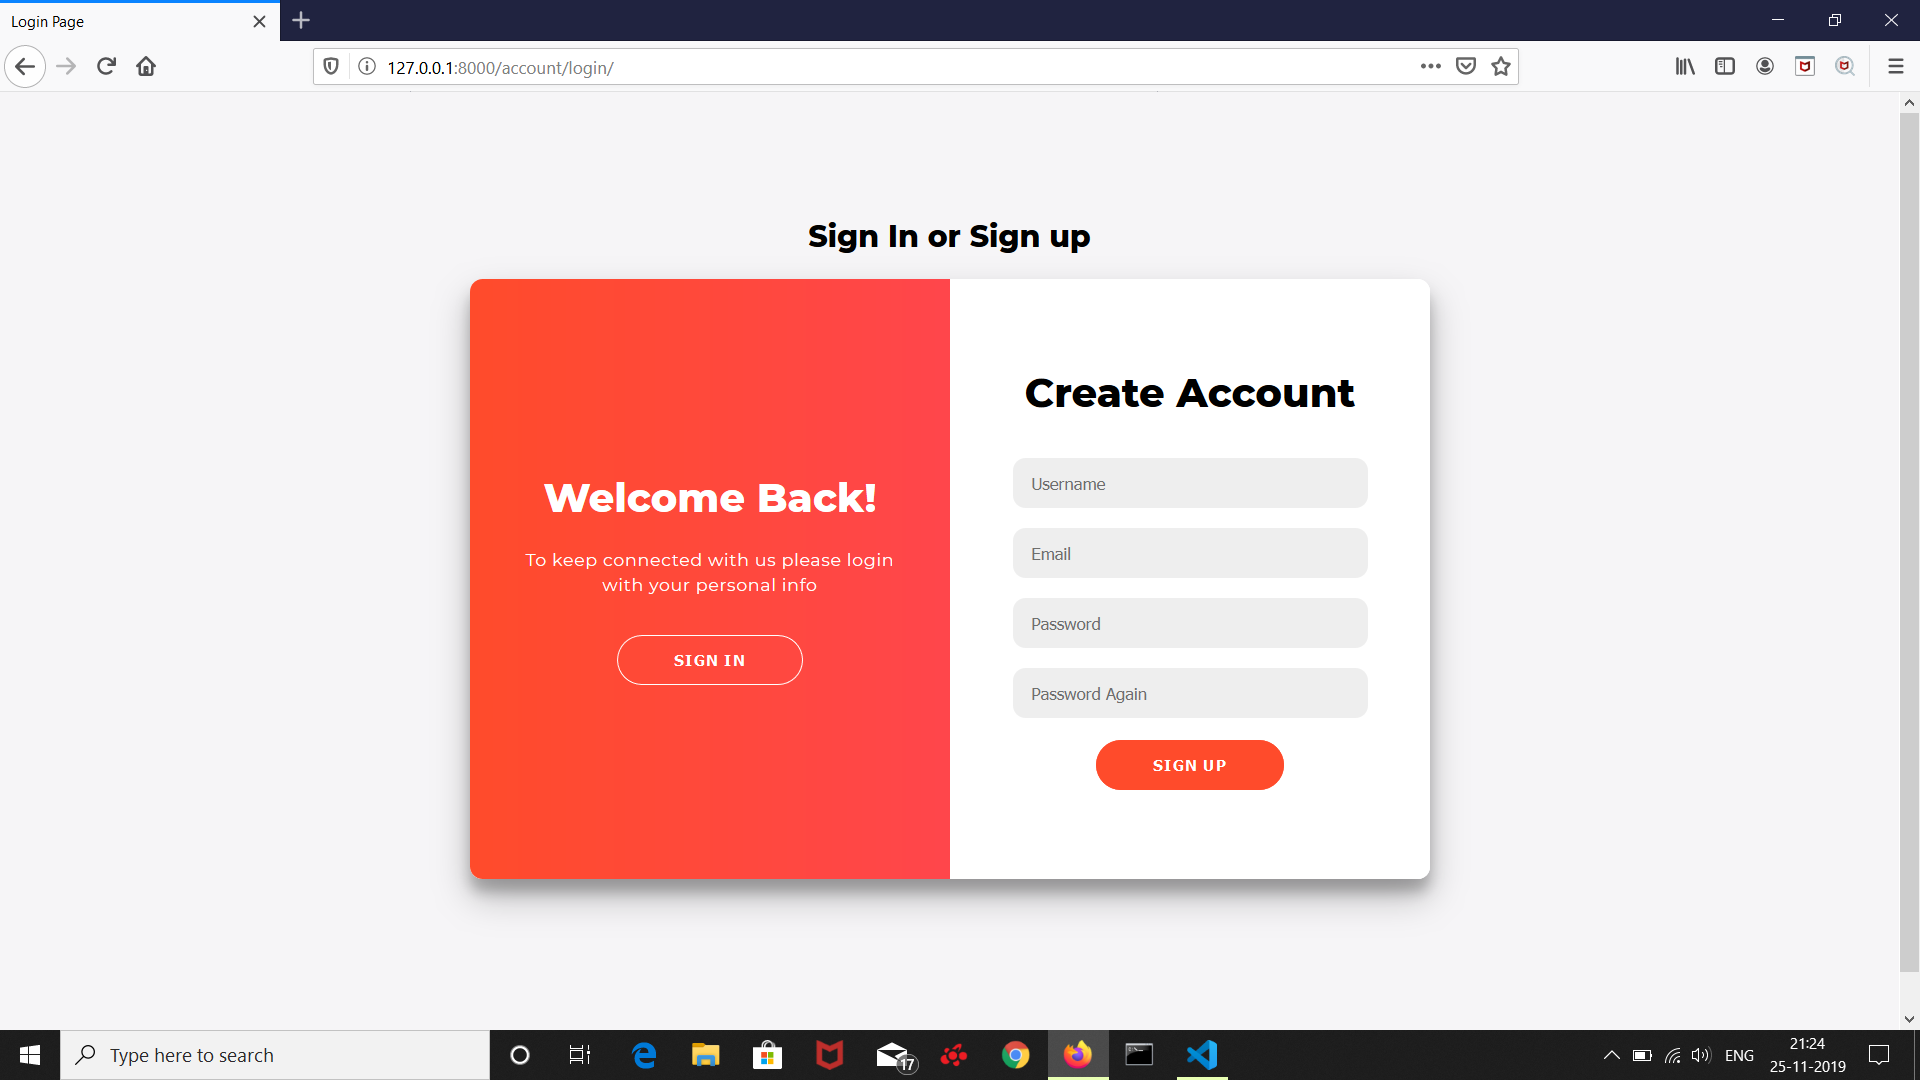 Login Page
127.0.0.1:8000/account/login/
Sign In or Sign up
Welcome Back!
To keep connected with us please login
with your personal info
SIGN IN
Create Account
Username
Email
Password
Password Again
SIGN UP
Type here to search
17
ENG
21:24
25-11-2019